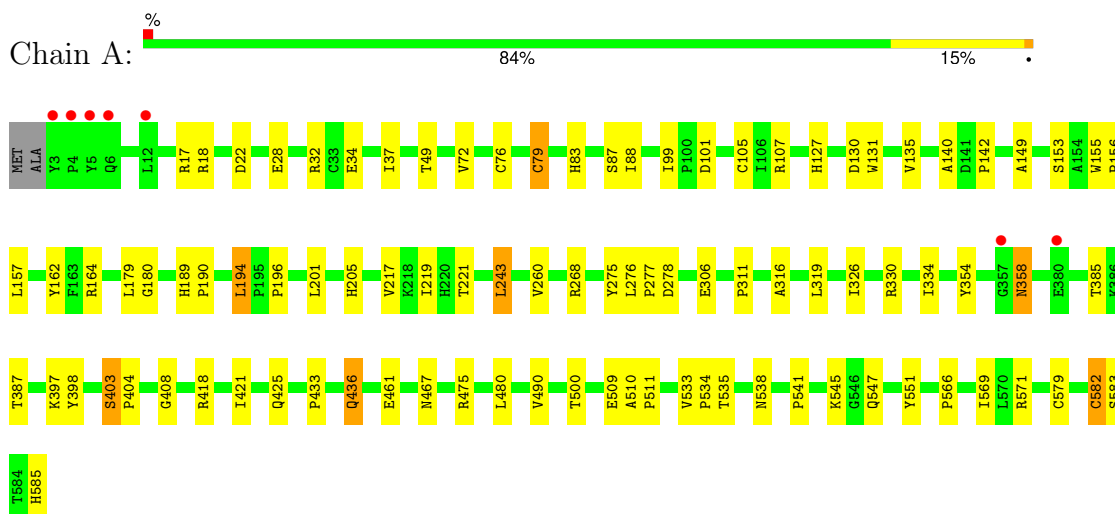 %
Chain A:
84% 15% •
MET ALA Y3 P4 Y5 Q6 L12 R17 R18 D22 E28 R32 C33 E34 I37 T49 V72 C76 C79 H83 S87 I88 I99 P100 D101 C105 I106 R107 H127 D130 W131 V135 A140 D141 P142 A149 S153 A154 W155 R156
L157 Y162 F163 R164 L179 G180 H189 P190 L194 P195 P196 L201 H205 V217 K218 I219 H220 T221 L243 V260 R268 Y275 L276 P277 D278 E306 P311 A316 L319 I326 R330 I334 Y354 G357 N358 E380 T385 K386
T387 K397 Y398 S403 P404 G408 R418 I421 Q425 P433 Q436 E461 N467 R475 L480 V490 T500 E509 A510 P511 V533 P534 T535 N538 P541 K545 G546 Q547 Y551 P566 I569 L570 R571 C579 C582 S583
T584 H585